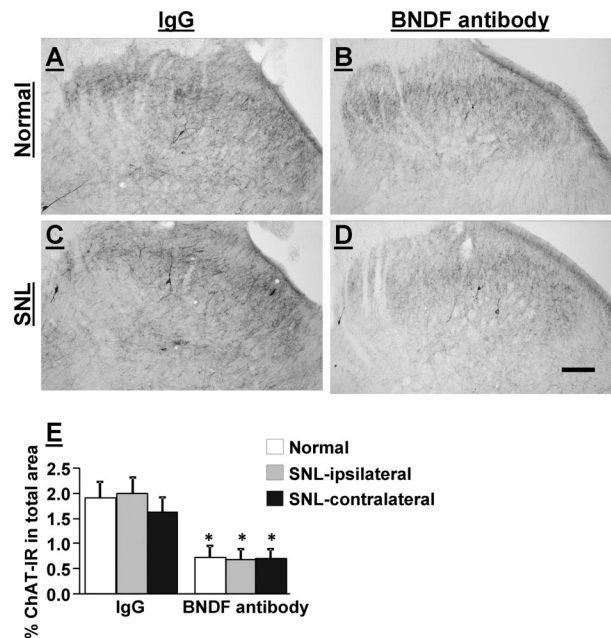 IgG
BNDF antibody
Normal
A
B
SNL
C
D
E
Normal
SNL-ipsilateral
SNL-contralateral
% ChAT-IR in total area
2.5
2.0
1.5
1.0
0.5
0.0
* * *
IgG
BNDF antibody